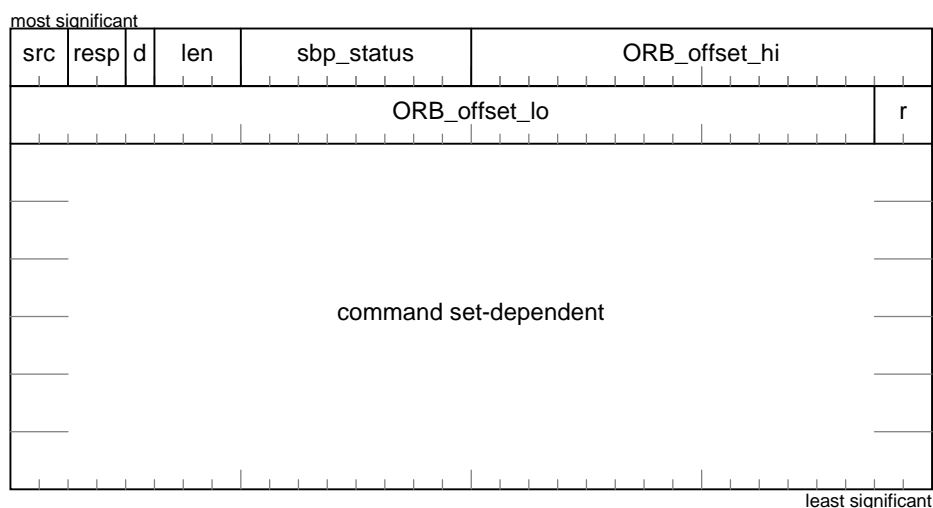 most significant
src resp d len sbp_status ORB_offset_hi
ORB_offset_lo r
command set-dependent
least significant